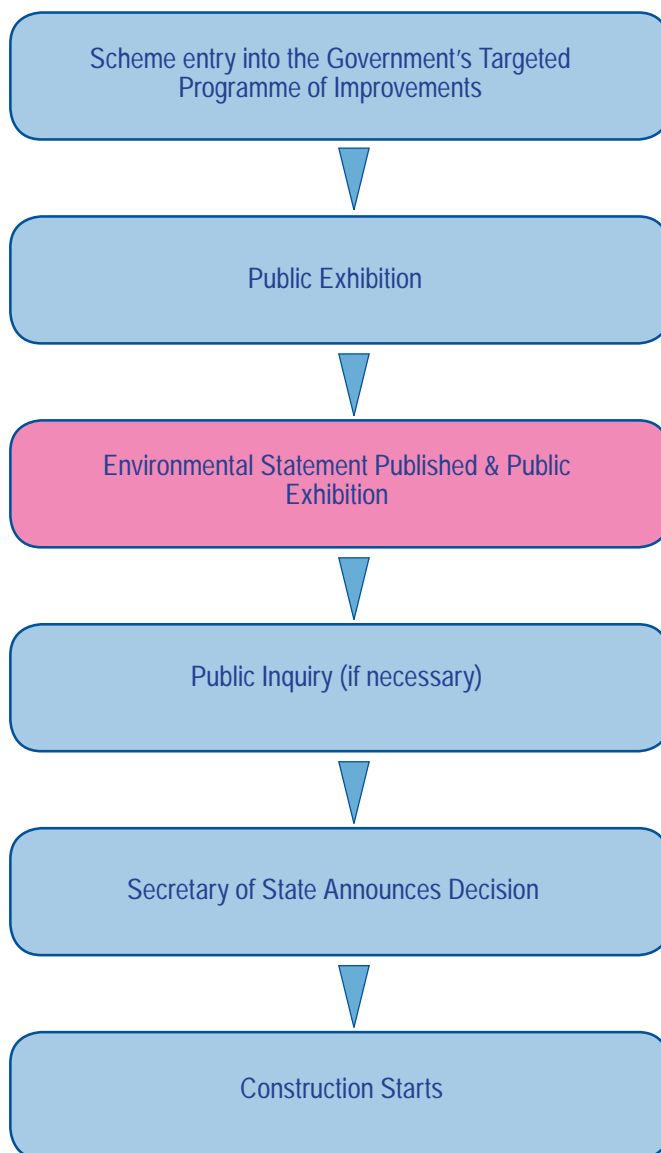 Scheme entry into the Government's Targeted
Programme of Improvements
Public Exhibition
Environmental Statement Published & Public
Exhibition
Public Inquiry (if necessary)
Secretary of State Announces Decision
Construction Starts